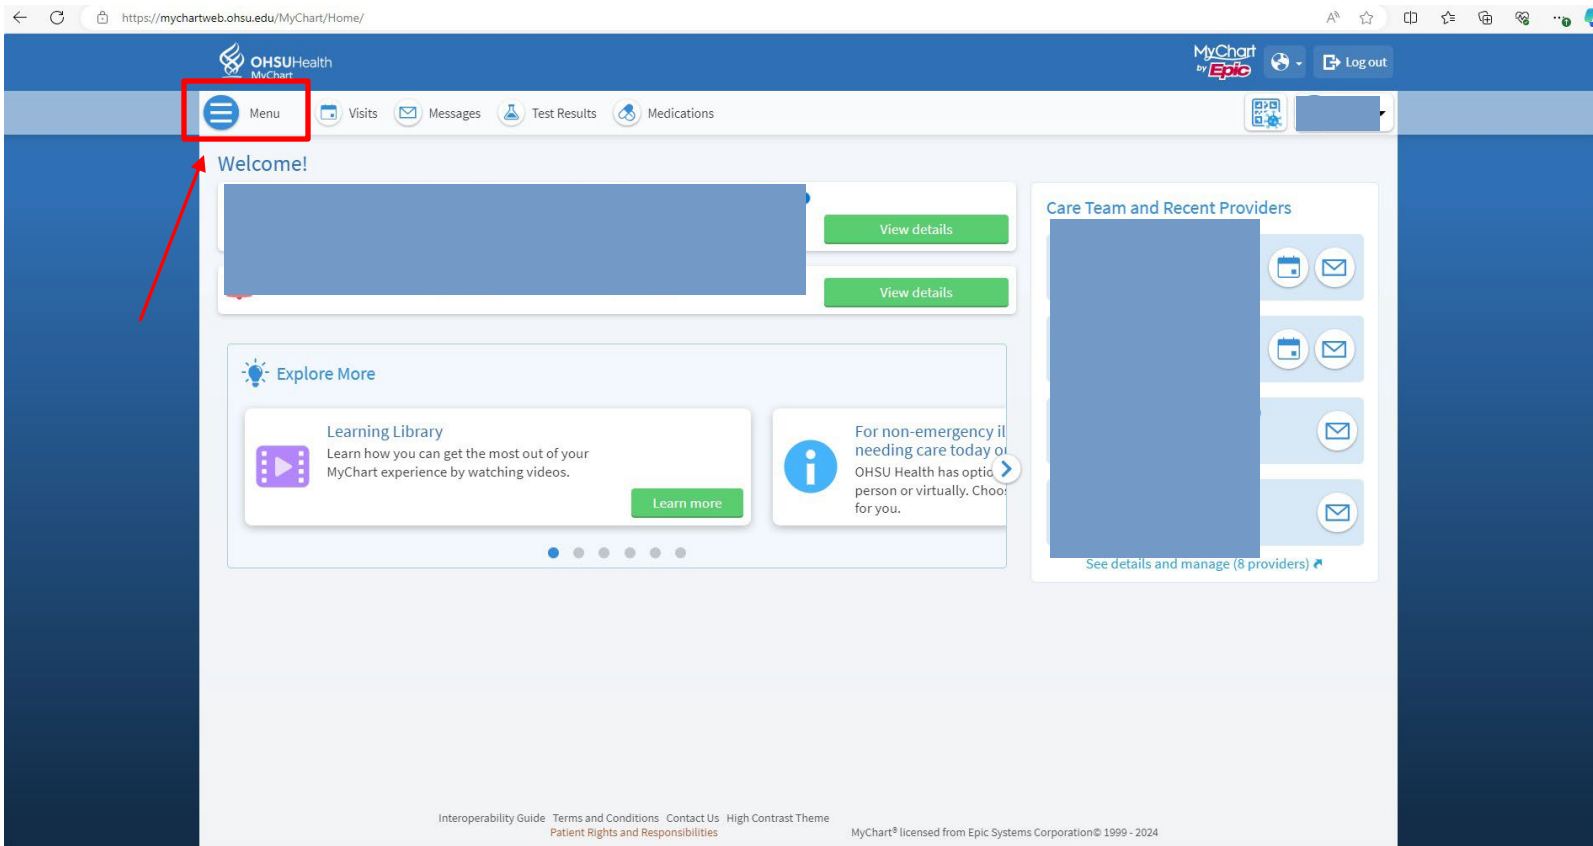 https://mychartweb.ohsu.edu/MyChart/Home/
OHSUHealth
MyChart
MyChart
by Epic
Log out
Menu
Visits
Messages
Test Results
Medications
Welcome!
View details
View details
Care Team and Recent Providers
See details and manage (8 providers)
Explore More
Learning Library
Learn how you can get the most out of your
MyChart experience by watching videos.
Learn more
For non-emergency il
needing care today o
OHSU Health has optio
person or virtually. Choos
for you.
Interoperability Guide Terms and Conditions Contact Us High Contrast Theme
Patient Rights and Responsibilities
MyChart® licensed from Epic Systems Corporation© 1999 - 2024